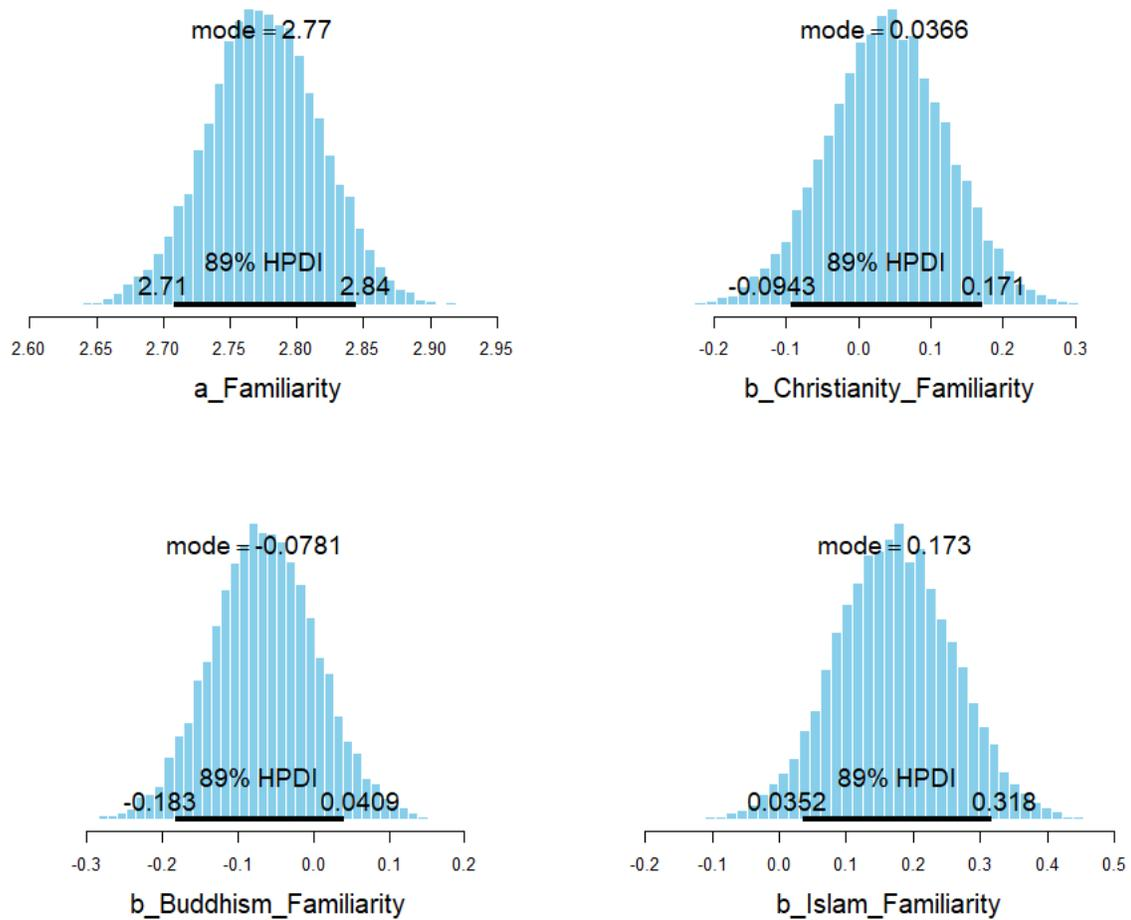 mode = 2.77
89% HPDI
2.71 2.84
2.60 2.65 2.70 2.75 2.80 2.85 2.90 2.95
a_Familiarity
mode = 0.0366
89% HPDI
-0.0943 0.171
-0.2 -0.1 0.0 0.1 0.2 0.3
b_Christianity_Familiarity
mode = -0.0781
89% HPDI
-0.183 0.0409
-0.3 -0.2 -0.1 0.0 0.1 0.2
b_Buddhism_Familiarity
mode = 0.173
89% HPDI
0.0352 0.318
-0.2 -0.1 0.0 0.1 0.2 0.3 0.4 0.5
b_Islam_Familiarity